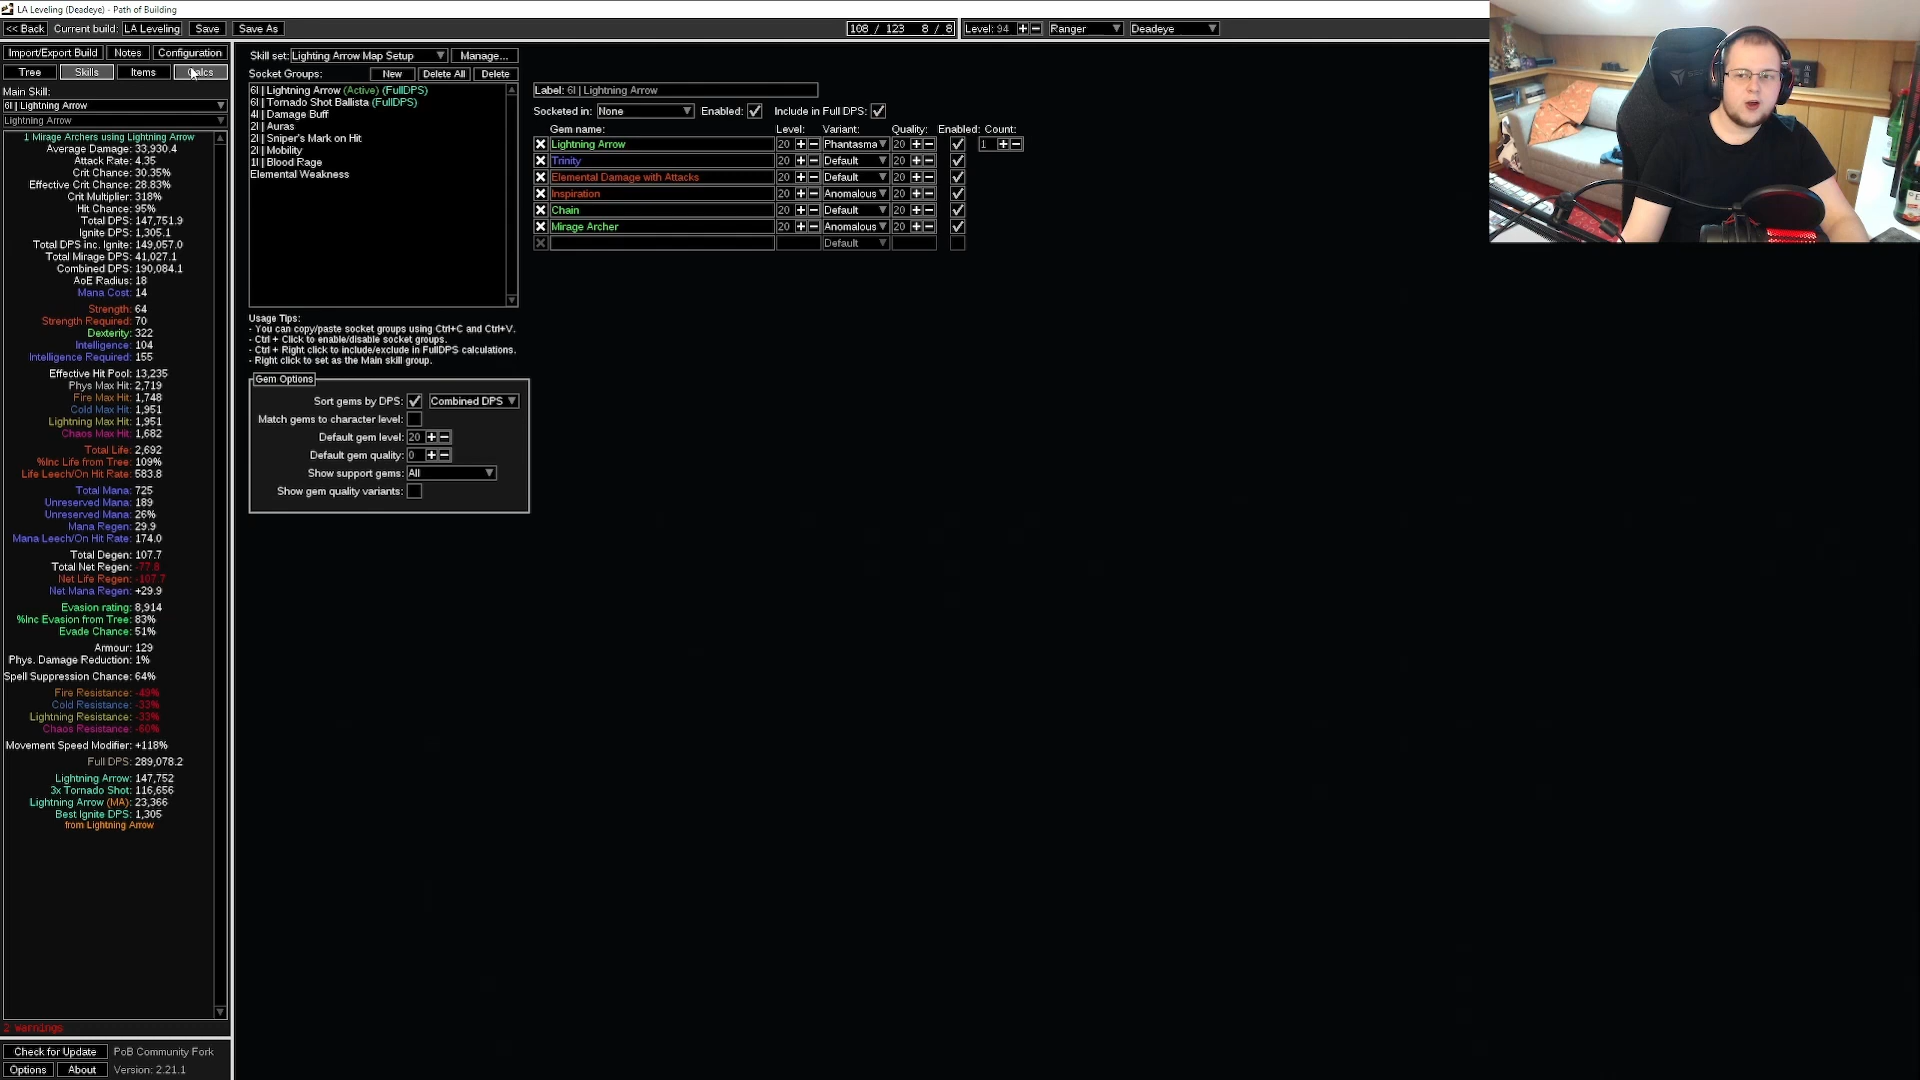 LA Leveling (Deadeye) - Path of Building
<< Back Current build: LA Leveling Save Save As 108 / 123 8 / 8 Level: 94 Ranger Deadeye
Import/Export Build Notes Configuration
Tree Skills Items Calcs
Main Skill:
6l | Lightning Arrow
Lightning Arrow
1 Mirage Archers using Lightning Arrow
Average Damage: 33,930.4
Attack Rate: 4.35
Crit Chance: 30.35%
Effective Crit Chance: 28.83%
Crit Multiplier: 318%
Hit Chance: 95%
Total DPS: 147,751.9
Ignite DPS: 1,305.1
Total DPS inc. Ignite: 149,057.0
Total Mirage DPS: 41,027.1
Combined DPS: 190,084.1
AoE Radius: 18
Mana Cost: 14
Strength: 64
Strength Required: 70
Dexterity: 322
Intelligence: 104
Intelligence Required: 155
Effective Hit Pool: 13,235
Phys Max Hit: 2,719
Fire Max Hit: 1,748
Cold Max Hit: 1,951
Lightning Max Hit: 1,951
Chaos Max Hit: 1,682
Total Life: 2,692
%Inc Life from Tree: 109%
Life Leech/On Hit Rate: 583.8
Total Mana: 725
Unreserved Mana: 189
Unreserved Mana: 26%
Mana Regen: 29.9
Mana Leech/On Hit Rate: 174.0
Total Degen: 107.7
Total Net Regen: -77.8
Net Life Regen: -107.7
Net Mana Regen: +29.9
Evasion rating: 8,914
%Inc Evasion from Tree: 83%
Evade Chance: 51%
Armour: 129
Phys. Damage Reduction: 1%
Spell Suppression Chance: 64%
Fire Resistance: -49%
Cold Resistance: -33%
Lightning Resistance: -33%
Chaos Resistance: -60%
Movement Speed Modifier: +118%
Full DPS: 289,078.2
Lightning Arrow: 147,752
3x Tornado Shot: 116,656
Lightning Arrow (MA): 23,366
Best Ignite DPS: 1,305
from Lightning Arrow
2 Warnings
Check for Update PoB Community Fork
Options About Version: 2.21.1
Skill set: Lighting Arrow Map Setup Manage...
Socket Groups: New Delete All Delete
6l | Lightning Arrow (Active) (FullDPS)
6l | Tornado Shot Ballista (FullDPS)
4l | Damage Buff
2l | Auras
2l | Sniper's Mark on Hit
2l | Mobility
1l | Blood Rage
Elemental Weakness
Usage Tips:
- You can copy/paste socket groups using Ctrl+C and Ctrl+V.
- Ctrl + Click to enable/disable socket groups.
- Ctrl + Right click to include/exclude in FullDPS calculations.
- Right click to set as the Main skill group.
Gem Options
Sort gems by DPS: Combined DPS
Match gems to character level:
Default gem level: 20
Default gem quality: 0
Show support gems: All
Show gem quality variants:
Label: 6l | Lightning Arrow
Socketed in: None Enabled: Include in Full DPS:
Gem name: Level: Variant: Quality: Enabled: Count:
Lightning Arrow 20 Phantasma 20 1
Trinity 20 Default 20
Elemental Damage with Attacks 20 Default 20
Inspiration 20 Anomalous 20
Chain 20 Default 20
Mirage Archer 20 Anomalous 20
Default